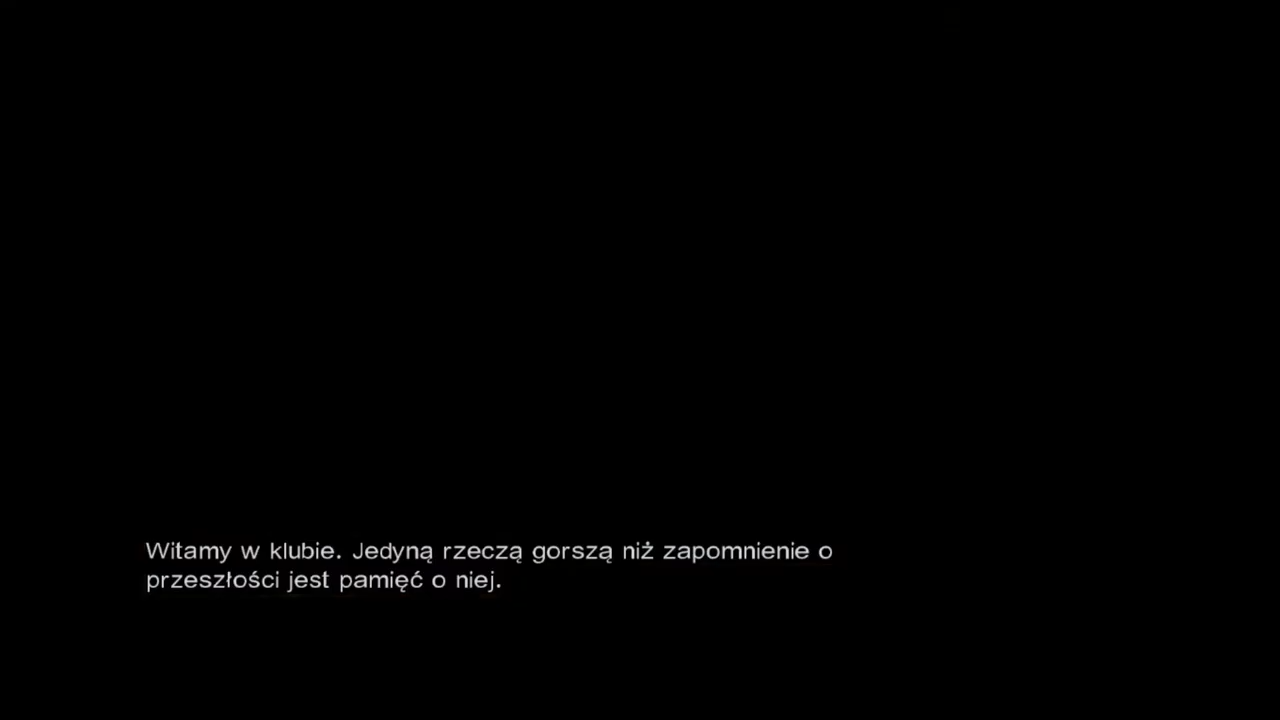 Witamy w klubie. Jedyną rzeczą gorszą niż zapomnienie o
przeszłości jest pamięć o niej.